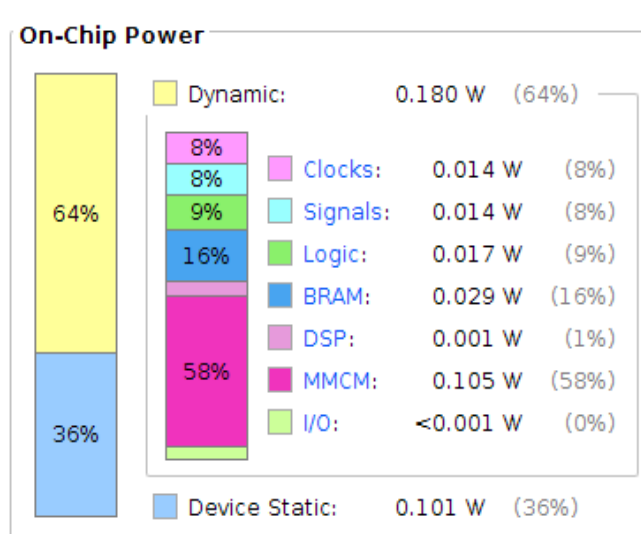 On-Chip Power
Dynamic: 0.180 W (64%)
8%
Clocks: 0.014 W (8%)
8%
Signals: 0.014 W (8%)
64%
9%
Logic: 0.017 W (9%)
16%
BRAM: 0.029 W (16%)
DSP: 0.001 W (1%)
58%
MMCM: 0.105 W (58%)
36%
I/O: <0.001 W (0%)
Device Static: 0.101 W (36%)